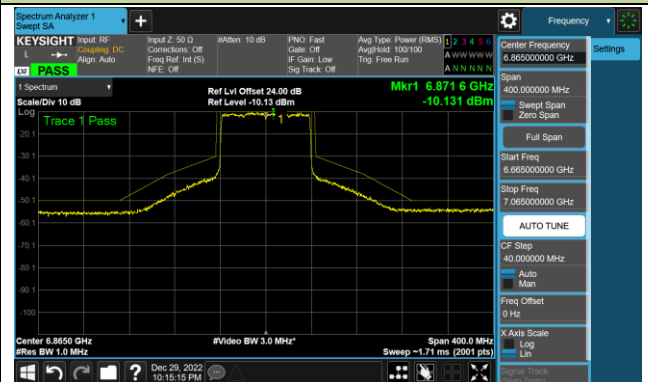 Spectrum Analyzer 1
Swept SA
Frequency
KEYSIGHT
Input: RF
Coupling: DC
Align: Auto
Input Z: 50 Ω
Corrections: Off
Freq Ref: Int (S)
NFE: Off
#Atten: 10 dB
PNO: Fast
Gate: Off
IF Gain: Low
Sig Track: Off
Avg Type: Power (RMS)
Avg|Hold: 100/100
Trig: Free Run
1 2 3 4 5 6
A W W W W W
A N N N N N
L
LXI
PASS
1 Spectrum
Scale/Div 10 dB
Ref Lvl Offset 24.00 dB
Ref Level -10.13 dBm
Mkr1 6.871 6 GHz
-10.131 dBm
Log
Trace 1 Pass
1
-20.1
-30.1
-40.1
-50.1
-60.1
-70.1
-80.1
-90.1
-100
Center 6.8650 GHz
#Res BW 1.0 MHz
#Video BW 3.0 MHz*
Span 400.0 MHz
Sweep ~1.71 ms (2001 pts)
Dec 29, 2022
10:15:15 PM
Center Frequency
6.865000000 GHz
Settings
Span
400.000000 MHz
Swept Span
Zero Span
Full Span
Start Freq
6.665000000 GHz
Stop Freq
7.065000000 GHz
AUTO TUNE
CF Step
40.000000 MHz
Auto
Man
Freq Offset
0 Hz
X Axis Scale
Log
Lin
Signal Track